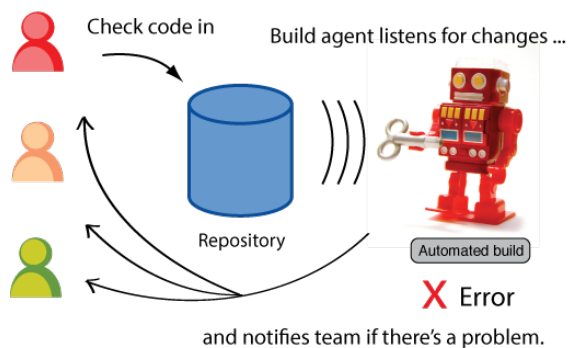 Check code in
Build agent listens for changes ...
Repository
Automated build
X Error
and notifies team if there's a problem.